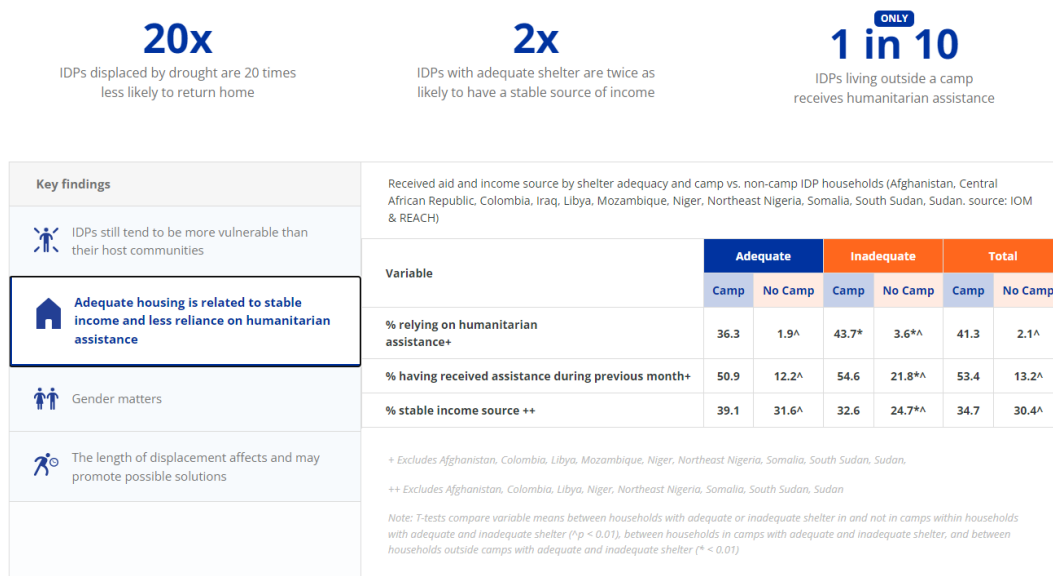 20x
IDPs displaced by drought are 20 times
less likely to return home
2x
IDPs with adequate shelter are twice as
likely to have a stable source of income
ONLY
1 in 10
IDPs living outside a camp
receives humanitarian assistance
Key findings
IDPs still tend to be more vulnerable than
their host communities
Adequate housing is related to stable
income and less reliance on humanitarian
assistance
Gender matters
The length of displacement affects and may
promote possible solutions
Received aid and income source by shelter adequacy and camp vs. non-camp IDP households (Afghanistan, Central
African Republic, Colombia, Iraq, Libya, Mozambique, Niger, Northeast Nigeria, Somalia, South Sudan, Sudan. source: IOM
& REACH)
Variable Adequate Inadequate Total
Camp No Camp Camp No Camp Camp No Camp
% relying on humanitarian
assistance+ 36.3 1.9^ 43.7* 3.6*^ 41.3 2.1^
% having received assistance during previous month+ 50.9 12.2^ 54.6 21.8*^ 53.4 13.2^
% stable income source ++ 39.1 31.6^ 32.6 24.7*^ 34.7 30.4^
+ Excludes Afghanistan, Colombia, Libya, Mozambique, Niger, Northeast Nigeria, Somalia, South Sudan, Sudan.
++ Excludes Afghanistan, Colombia, Libya, Niger, Northeast Nigeria, Somalia, South Sudan, Sudan
Note: T-tests compare variable means between households with adequate or inadequate shelter in and not in camps within households
with adequate and inadequate shelter (^p < 0.01), between households in camps with adequate and inadequate shelter, and between
households outside camps with adequate and inadequate shelter (* < 0.01)